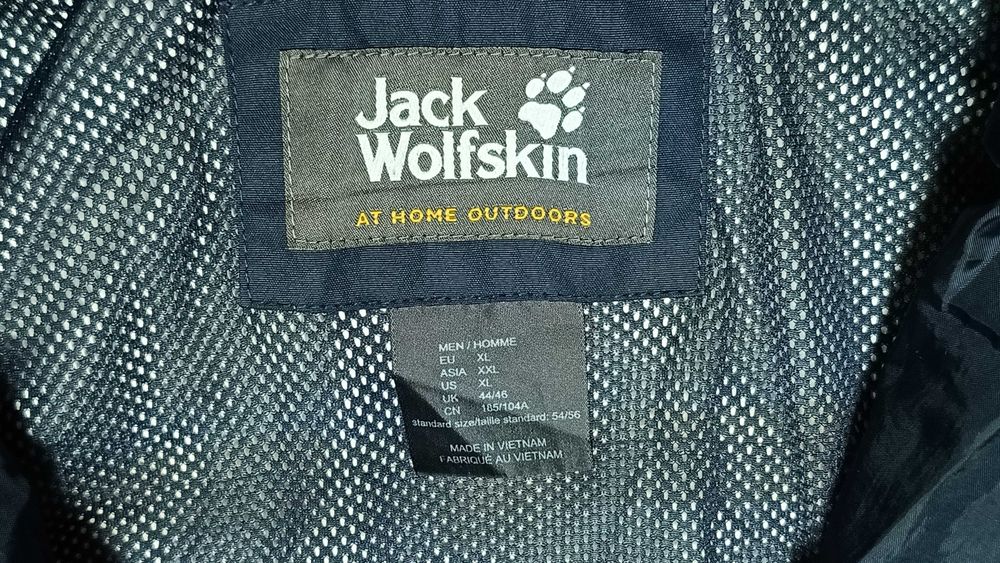 Jack
Wolfskin
AT HOME OUTDOORS
MEN / HOMME
EU XL
ASIA XXL
US XL
UK 44/46
CN 185/104A
standard size/taille standard: 54/56
MADE IN VIETNAM
FABRIQUÉ AU VIETNAM